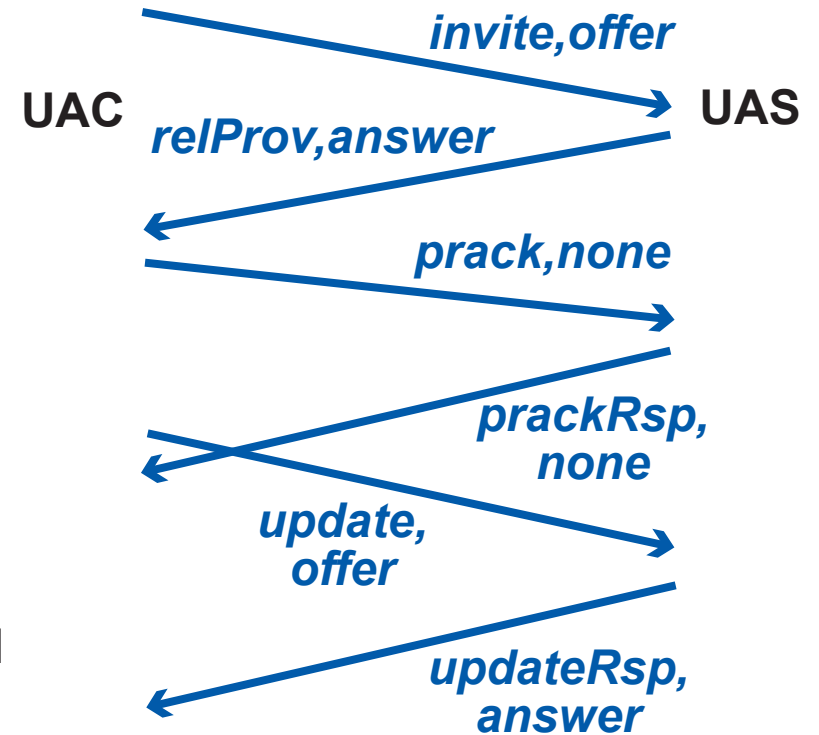 invite,offer
UAC
UAS
relProv,answer
prack,none
prackRsp,
none
update,
offer
updateRsp,
answer